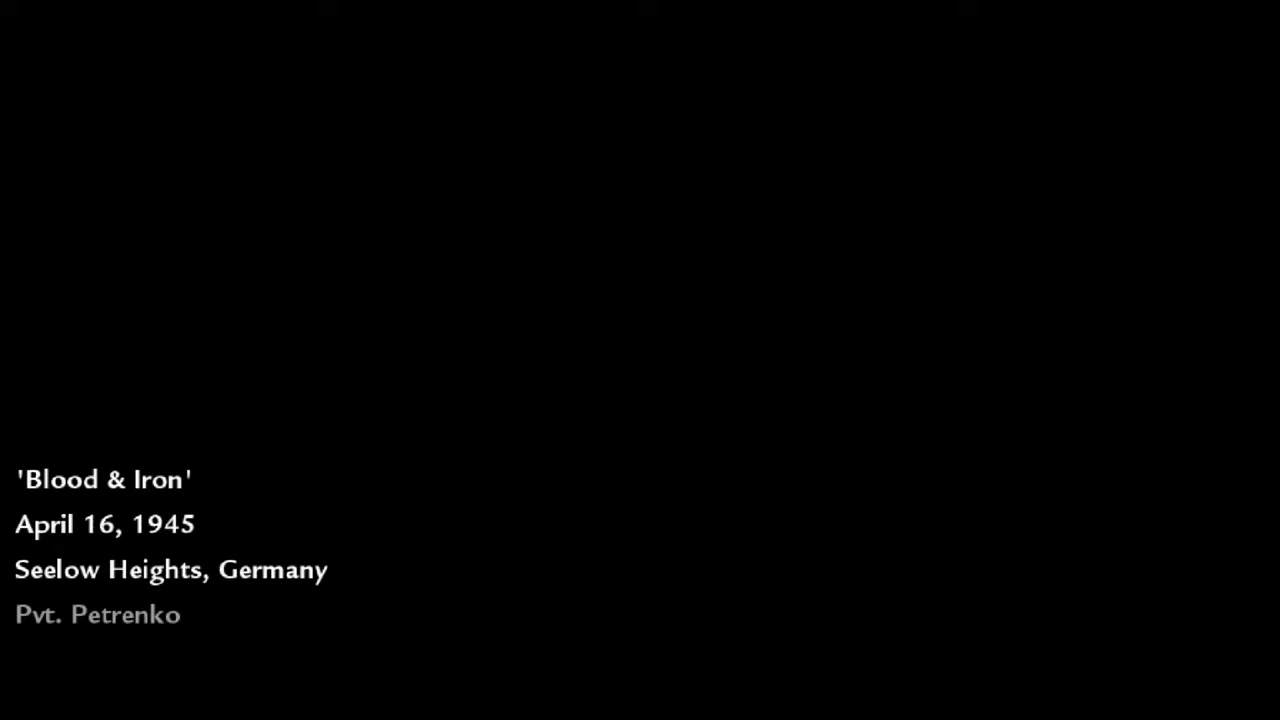 'Blood & Iron'
April 16, 1945
Seelow Heights, Germany
Pvt. Petrenko